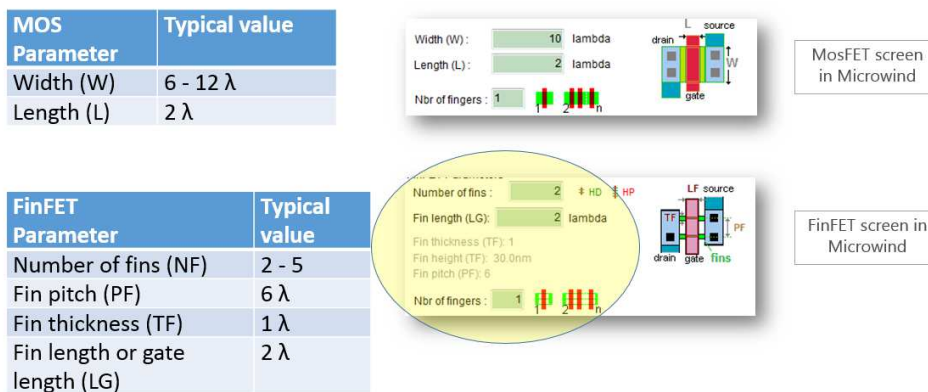 MOS Parameter
Typical value
Width (W)
6 - 12 λ
Length (L)
2 λ
Width (W) :
10
lambda
Length (L) :
2
lambda
Nbr of fingers :
1
1
2
n
L
source
drain
W
gate
MosFET screen
in Microwind
FinFET
Parameter
Typical
value
Number of fins (NF)
2 - 5
Fin pitch (PF)
6 λ
Fin thickness (TF)
1 λ
Fin length or gate
length (LG)
2 λ
Number of fins :
2
HD
HP
Fin length (LG):
2
lambda
Fin thickness (TF): 1
Fin height (TF): 30.0nm
Fin pitch (PF): 6
Nbr of fingers :
1
1
2
n
LF
source
TF
PF
drain
gate
fins
FinFET screen in
Microwind